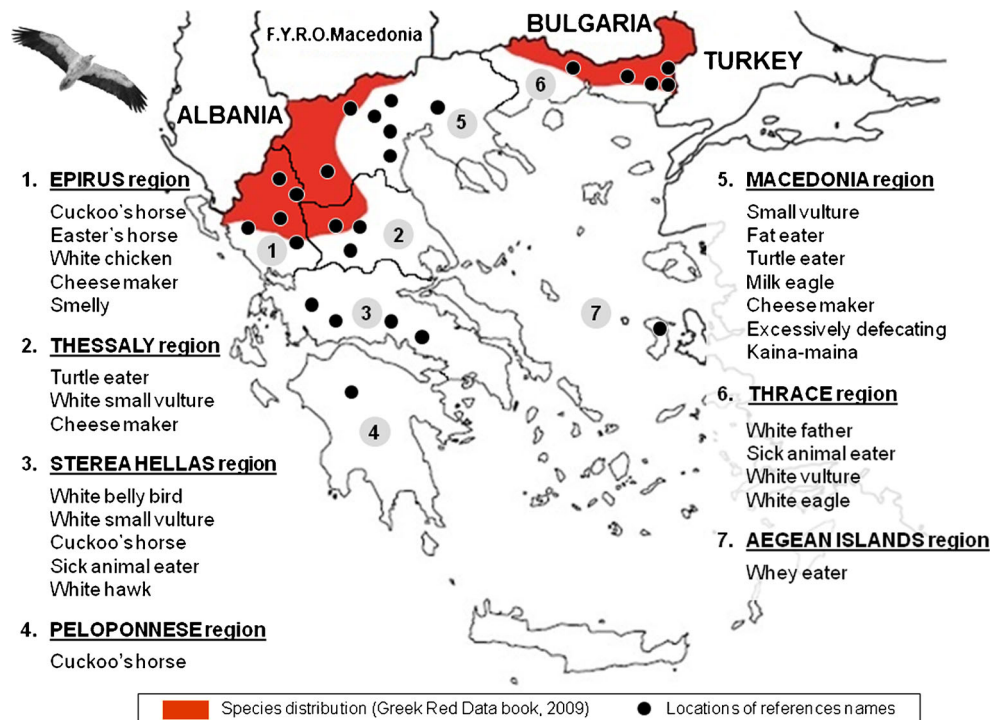 BULGARIA
F.Y.R.O.Macedonia
TURKEY
ALBANIA
6
5
1
2
3
7
4
1. EPIRUS region
Cuckoo's horse
Easter's horse
White chicken
Cheesemaker
Smelly
2. THESSALY region
Turtle eater
White small vulture
Cheesemaker
3. STEREA HELLAS region
White belly bird
White small vulture
Cuckoo's horse
Sick animal eater
White hawk
4. PELOPONNESE region
Cuckoo's horse
5. MACEDONIA region
Small vulture
Fat eater
Turtle eater
Milk eagle
Cheese maker
Excessively defecating
Kaina-maina
6. THRACE region
White father
Sick animal eater
White vulture
White eagle
7. AEGEAN ISLANDS region
Whey eater
Species distribution (Greek Red Data book, 2009)
Locations of references names